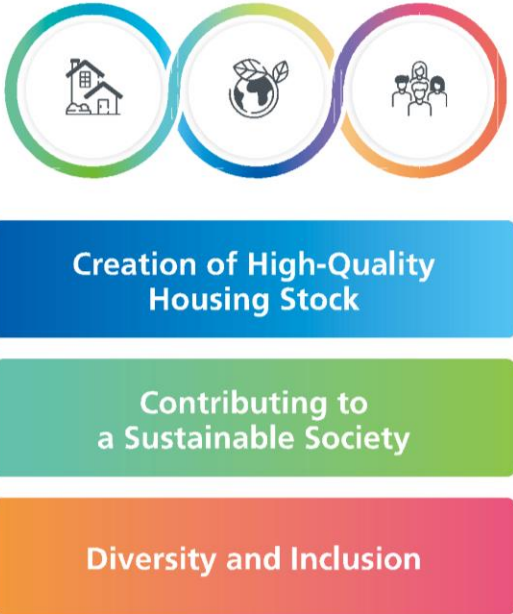 Creation of High-Quality
Housing Stock
Contributing to
a Sustainable Society
Diversity and Inclusion